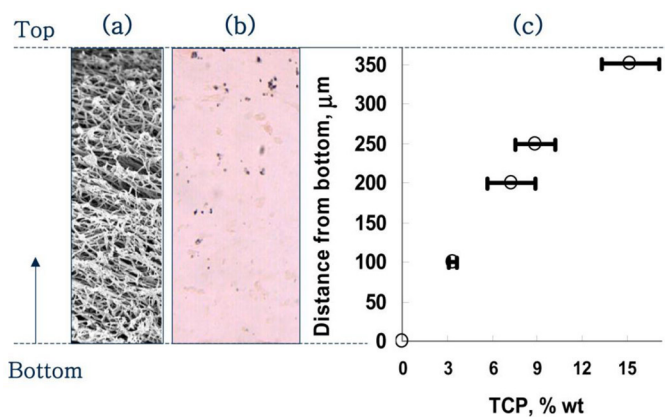 Top
(a)
(b)
(c)
Bottom
Distance from bottom, μm
350
300
250
200
150
100
50
0
0 3 6 9 12 15
TCP, % wt